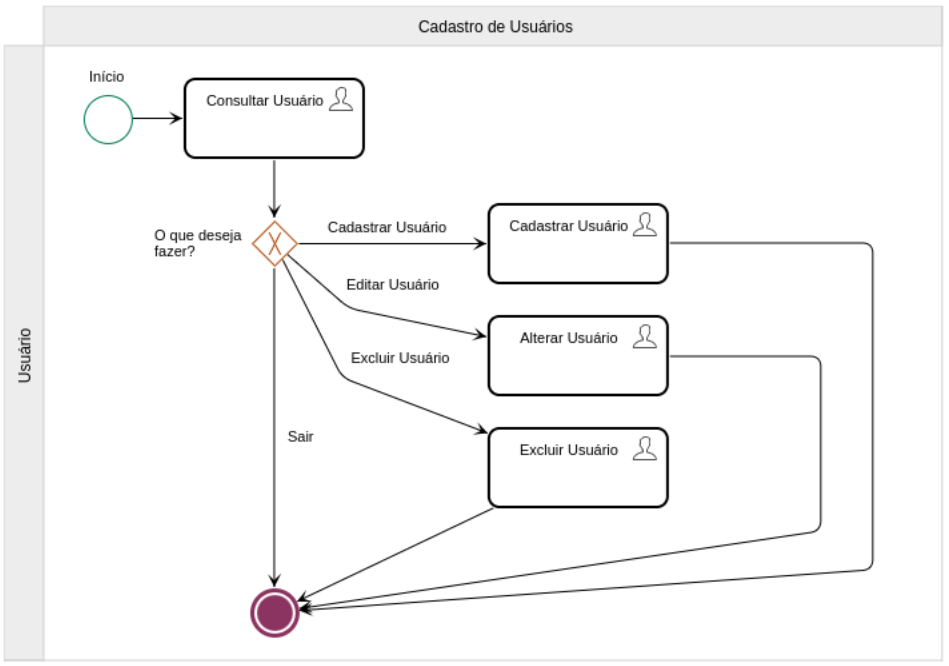 Cadastro de Usuários
Usuário
Início
Consultar Usuário
O que deseja
fazer?
Cadastrar Usuário
Cadastrar Usuário
Editar Usuário
Alterar Usuário
Excluir Usuário
Excluir Usuário
Sair